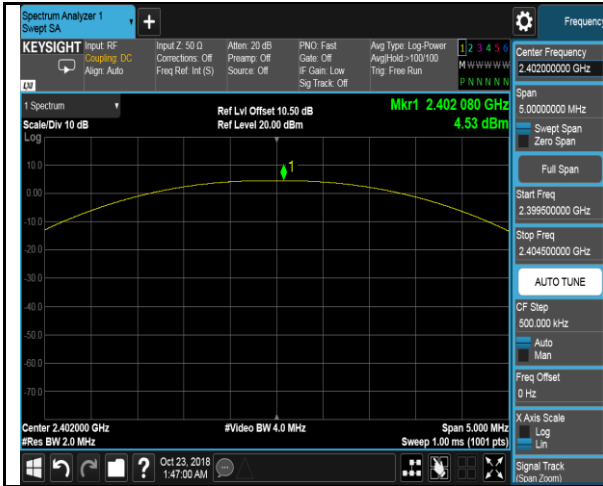 Spectrum Analyzer 1
Swept SA
+
Frequency
KEYSIGHT
Input: RF
Coupling: DC
Align: Auto
Input Z: 50 Ω
Corrections: Off
Freq Ref: Int (S)
Atten: 20 dB
Preamp: Off
Source: Off
PNO: Fast
Gate: Off
IF Gain: Low
Sig Track: Off
Avg Type: Log-Power
Avg|Hold:>100/100
Trig: Free Run
1 2 3 4 5 6
M W W W W W
P N N N N N
LXI
1 Spectrum
Scale/Div 10 dB
Log
Ref Lvl Offset 10.50 dB
Ref Level 20.00 dBm
Mkr1 2.402 080 GHz
4.53 dBm
1
10.0
0.00
-10.0
-20.0
-30.0
-40.0
-50.0
-60.0
-70.0
Center 2.402000 GHz
#Res BW 2.0 MHz
#Video BW 4.0 MHz
Span 5.000 MHz
Sweep 1.00 ms (1001 pts)
?
Oct 23, 2018
1:47:00 AM
Center Frequency
2.402000000 GHz
Span
5.00000000 MHz
Swept Span
Zero Span
Full Span
Start Freq
2.399500000 GHz
Stop Freq
2.404500000 GHz
AUTO TUNE
CF Step
500.000 kHz
Auto
Man
Freq Offset
0 Hz
X Axis Scale
Log
Lin
Signal Track
(Span Zoom)